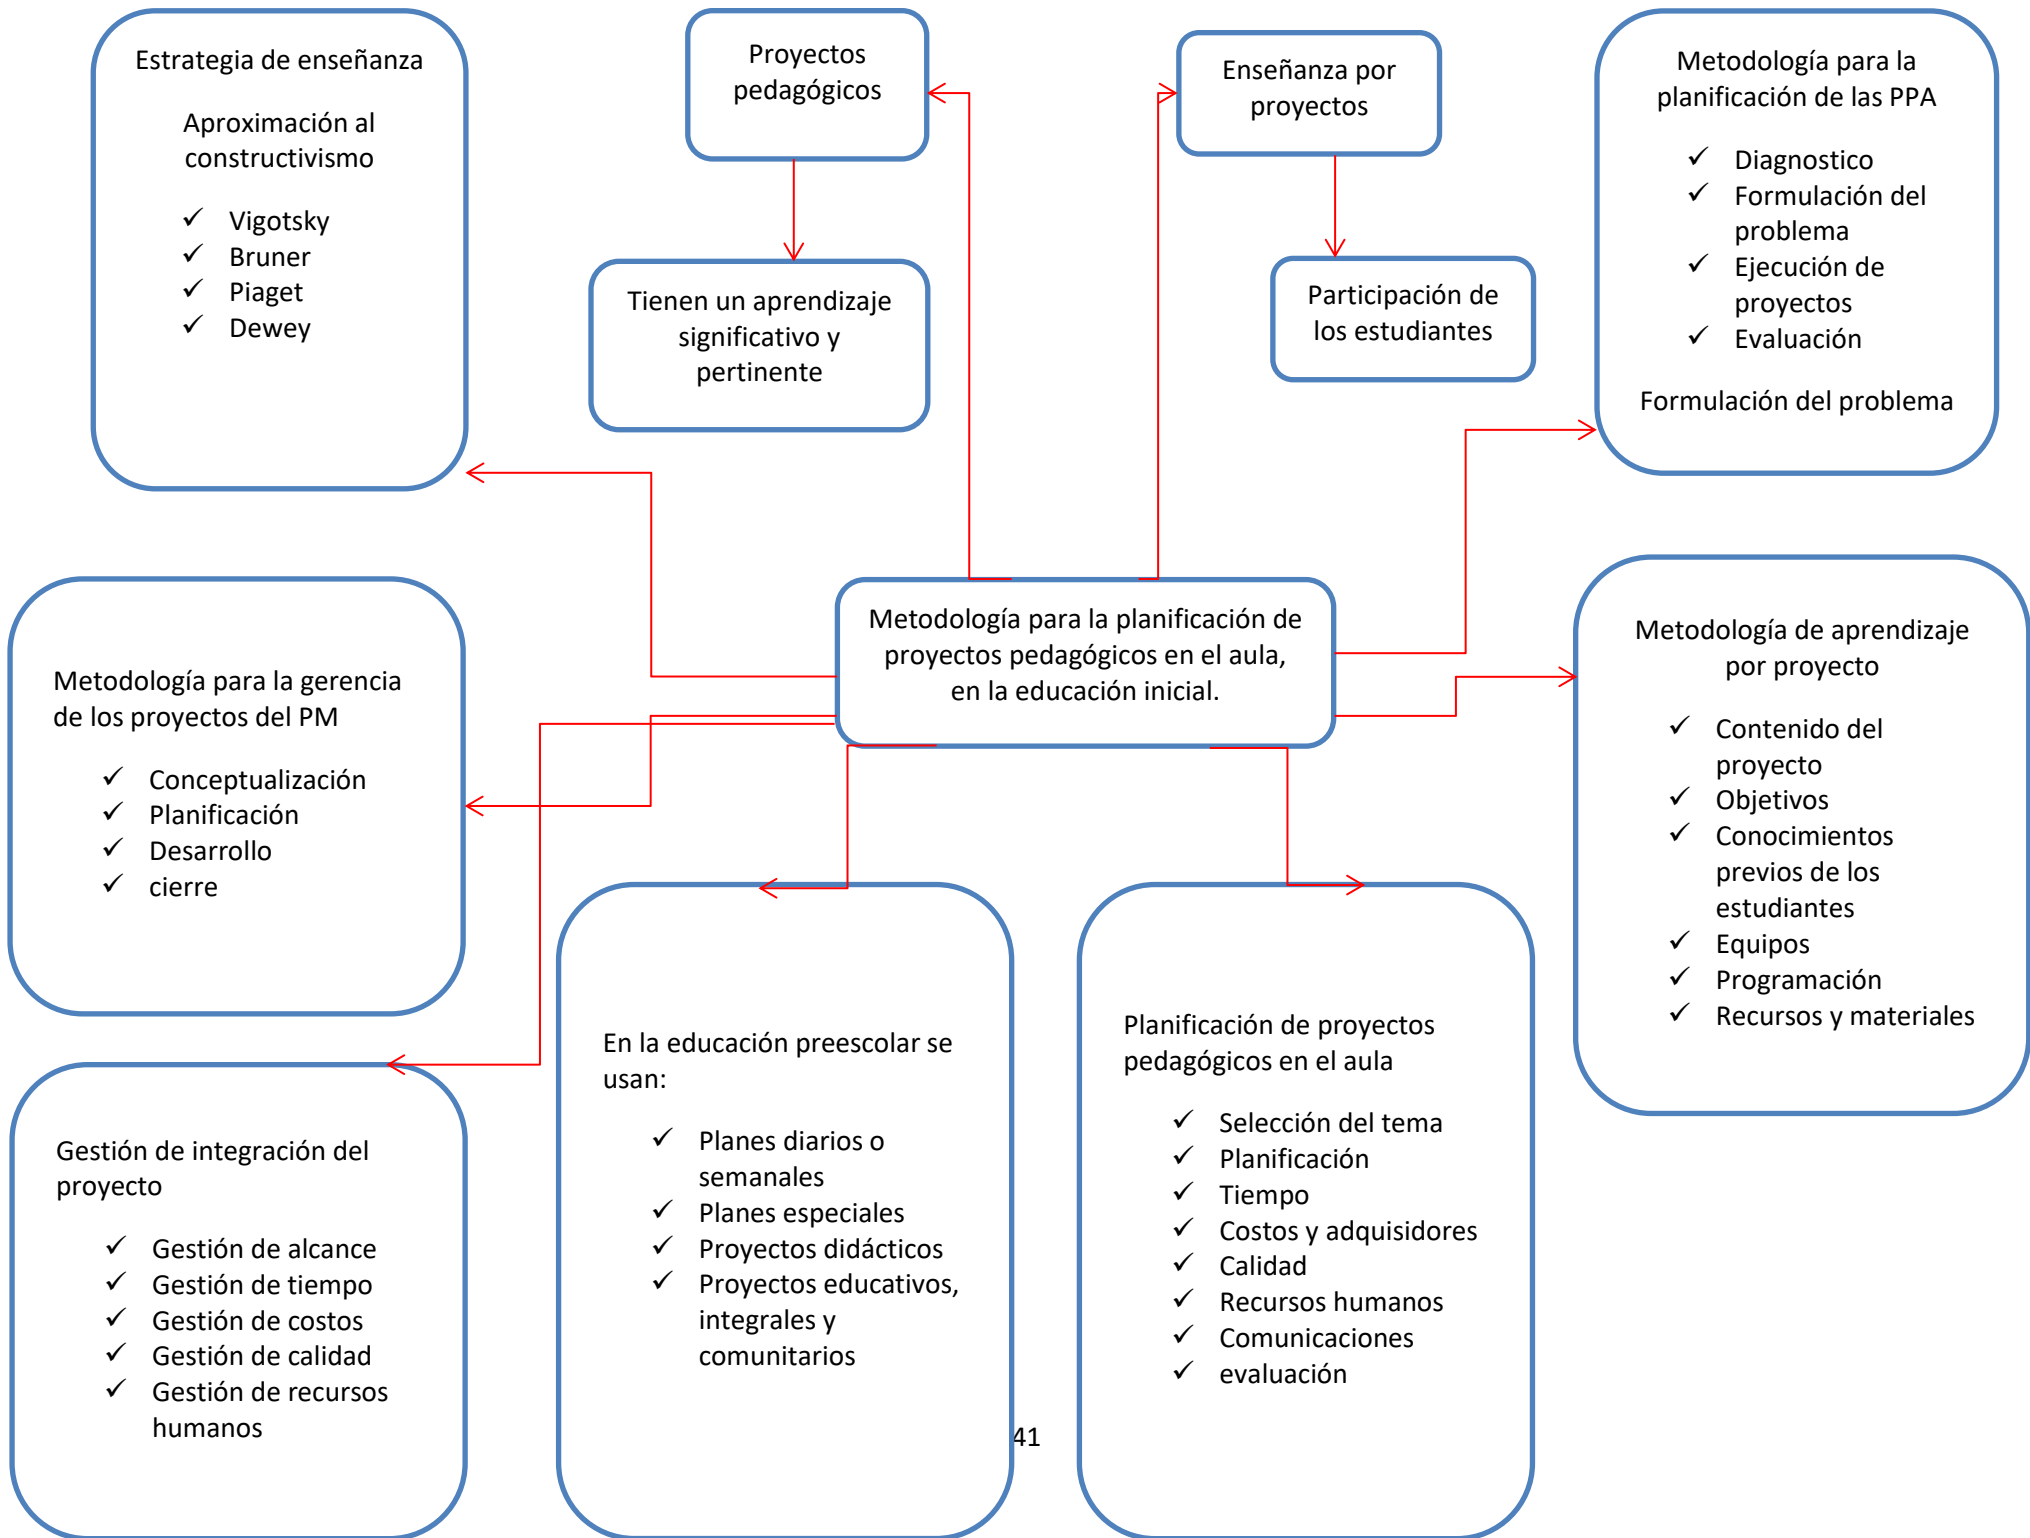 Estrategia de enseñanza
Aproximación al
constructivismo
✓ Vigotsky
✓ Bruner
✓ Piaget
✓ Dewey
Proyectos
pedagógicos
Tienen un aprendizaje
significativo y
pertinente
Enseñanza por
proyectos
Participación de
los estudiantes
Metodología para la
planificación de las PPA
✓ Diagnostico
✓ Formulación del
problema
✓ Ejecución de
proyectos
✓ Evaluación
Formulación del problema
Metodología para la planificación de
proyectos pedagógicos en el aula,
en la educación inicial.
Metodología para la gerencia
de los proyectos del PM
✓ Conceptualización
✓ Planificación
✓ Desarrollo
✓ cierre
Metodología de aprendizaje
por proyecto
✓ Contenido del
proyecto
✓ Objetivos
✓ Conocimientos
previos de los
estudiantes
✓ Equipos
✓ Programación
✓ Recursos y materiales
Gestión de integración del
proyecto
✓ Gestión de alcance
✓ Gestión de tiempo
✓ Gestión de costos
✓ Gestión de calidad
✓ Gestión de recursos
humanos
En la educación preescolar se
usan:
✓ Planes diarios o
semanales
✓ Planes especiales
✓ Proyectos didácticos
✓ Proyectos educativos,
integrales y
comunitarios
Planificación de proyectos
pedagógicos en el aula
✓ Selección del tema
✓ Planificación
✓ Tiempo
✓ Costos y adquisidores
✓ Calidad
✓ Recursos humanos
✓ Comunicaciones
✓ evaluación
41